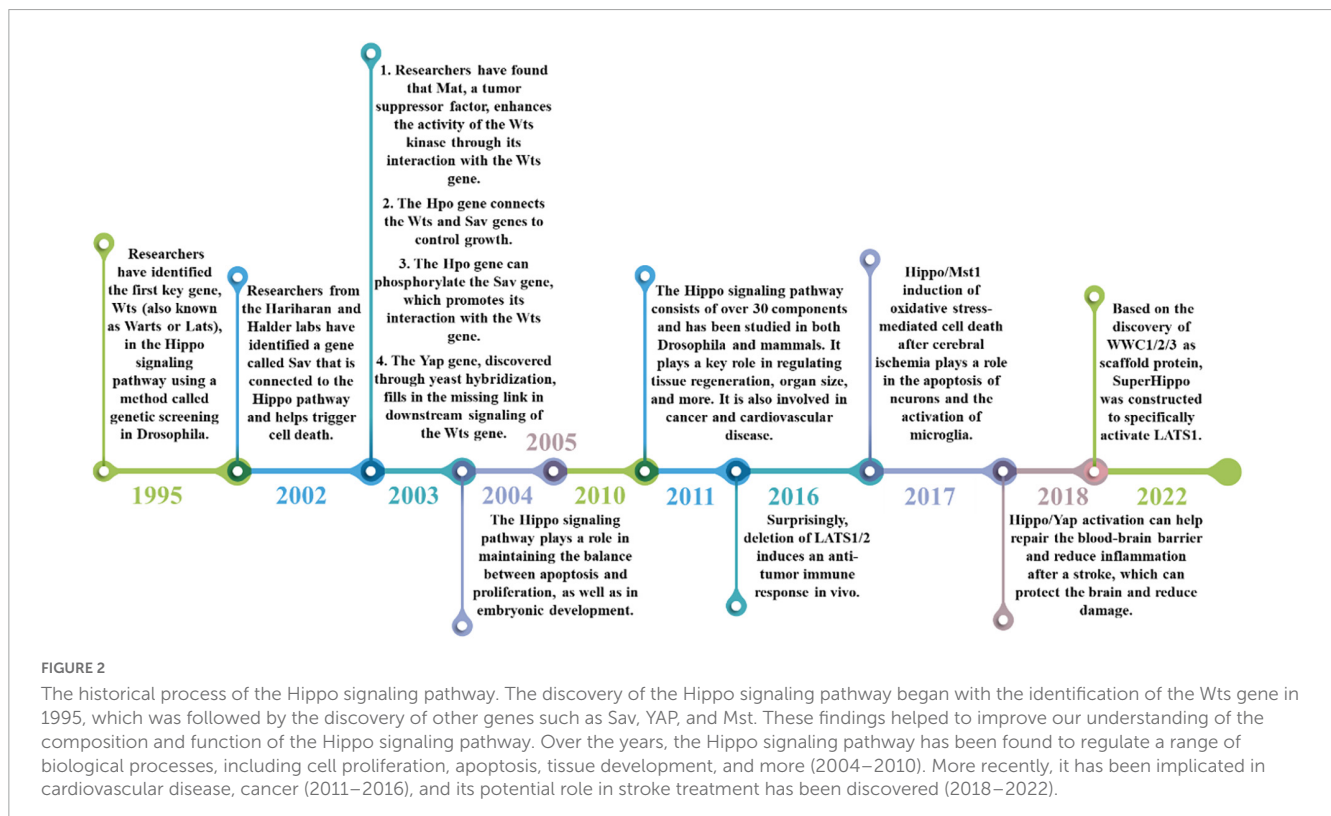 Researchers
have identified
the first key gene,
Wts (also known
as Warts or Lats),
in the Hippo
signaling
pathway using a
method called
genetic screening
in Drosophila.
Researchers from
the Hariharan and
Halder labs have
identified a gene
called Sav that is
connected to the
Hippo pathway
and helps trigger
cell death.
1. Researchers have found
that Mat, a tumor
suppressor factor, enhances
the activity of the Wts
kinase through its
interaction with the Wts
gene.
2. The Hpo gene connects
the Wts and Sav genes to
control growth.
3. The Hpo gene can
phosphorylate the Sav gene,
which promotes its
interaction with the Wts
gene.
4. The Yap gene, discovered
through yeast hybridization,
fills in the missing link in
downstream signaling of
the Wts gene.
The Hippo signaling pathway
consists of over 30 components
and has been studied in both
Drosophila and mammals. It
plays a key role in regulating
tissue regeneration, organ size,
and more. It is also involved in
cancer and cardiovascular
disease.
Hippo/Mst1
induction of
oxidative stress-
mediated cell death
after cerebral
ischemia plays a role
in the apoptosis of
neurons and the
activation of
microglia.
Based on the
discovery of
WWC1/2/3 as
scaffold protein,
SuperHippo
was constructed
to specifically
activate LATS1.
1995
2002
2003
2004
2005
2010
2011
2016
2017
2018
2022
The Hippo signaling
pathway plays a role in
maintaining the balance
between apoptosis and
proliferation, as well as in
embryonic development.
Surprisingly,
deletion of LATS1/2
induces an anti-
tumor immune
response in vivo.
Hippo/Yap activation can help
repair the blood-brain barrier
and reduce inflammation
after a stroke, which can
protect the brain and reduce
damage.
FIGURE 2
The historical process of the Hippo signaling pathway. The discovery of the Hippo signaling pathway began with the identification of the Wts gene in
1995, which was followed by the discovery of other genes such as Sav, YAP, and Mst. These findings helped to improve our understanding of the
composition and function of the Hippo signaling pathway. Over the years, the Hippo signaling pathway has been found to regulate a range of
biological processes, including cell proliferation, apoptosis, tissue development, and more (2004–2010). More recently, it has been implicated in
cardiovascular disease, cancer (2011–2016), and its potential role in stroke treatment has been discovered (2018–2022).